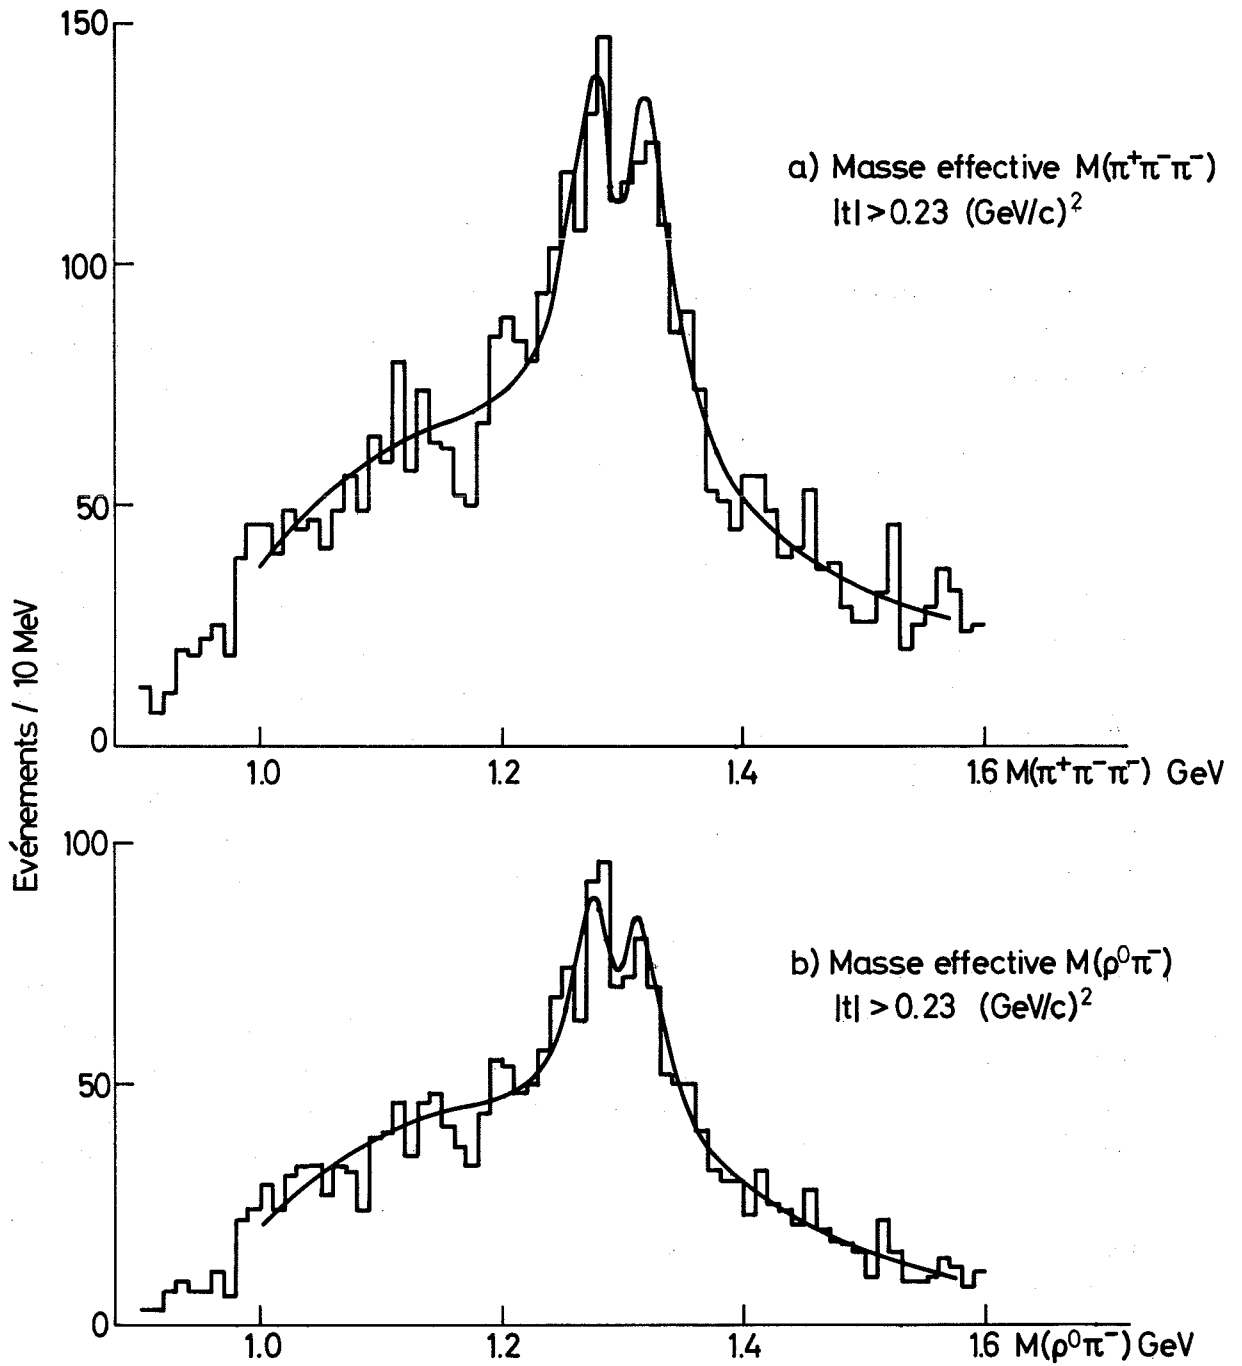 150
100
50
0
a) Masse effective M(π⁺π⁻π⁻)
|t| > 0.23 (GeV/c)²
1.0 1.2 1.4 1.6 M(π⁺π⁻π⁻) GeV
Evénements / 10 MeV
100
50
0
b) Masse effective M(ρ⁰π⁻)
|t| > 0.23 (GeV/c)²
1.0 1.2 1.4 1.6 M(ρ⁰π⁻) GeV